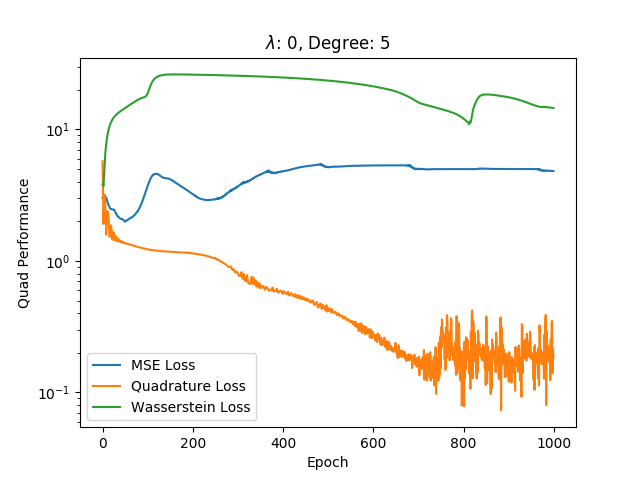 λ: 0, Degree: 5
Quad Performance
10¹
10⁰
10⁻¹
MSE Loss
Quadrature Loss
Wasserstein Loss
0 200 400 600 800 1000
Epoch